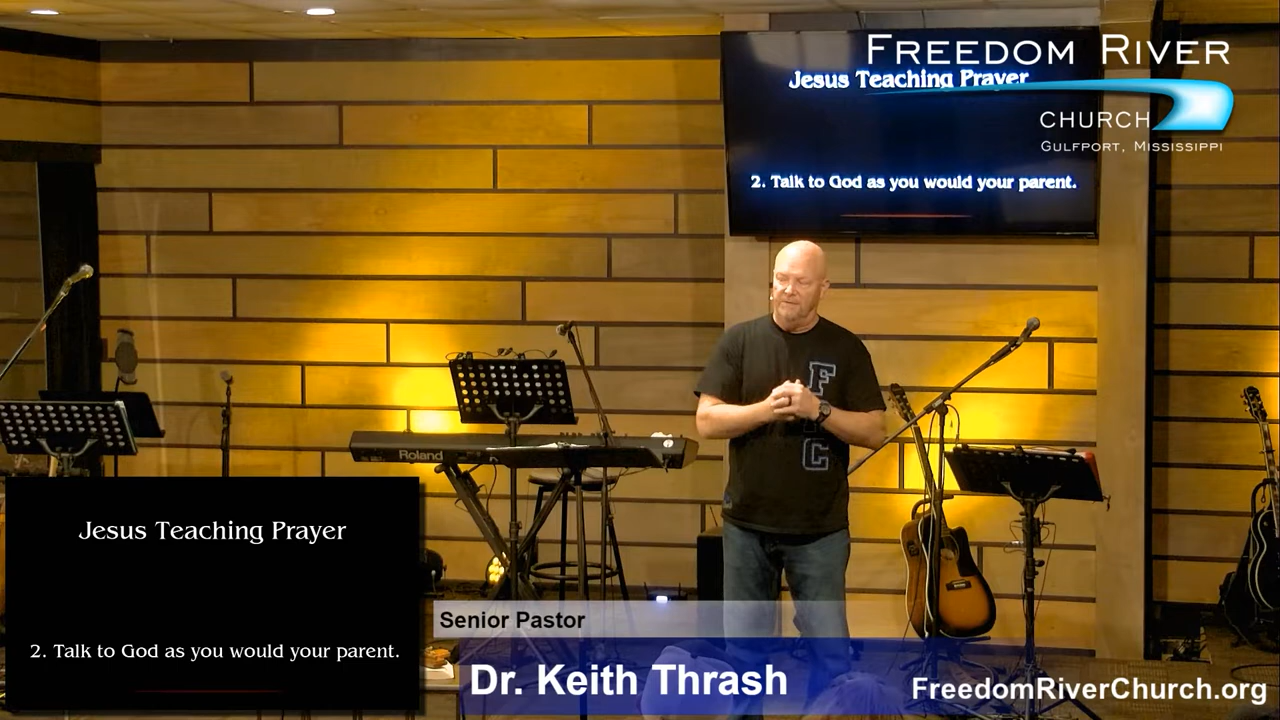 FREEDOM RIVER
CHURCH
GULFPORT, MISSISSIPPI
Jesus Teaching Prayer
2. Talk to God as you would your parent.
Roland
Jesus Teaching Prayer
2. Talk to God as you would your parent.
Senior Pastor
Dr. Keith Thrash
FreedomRiverChurch.org